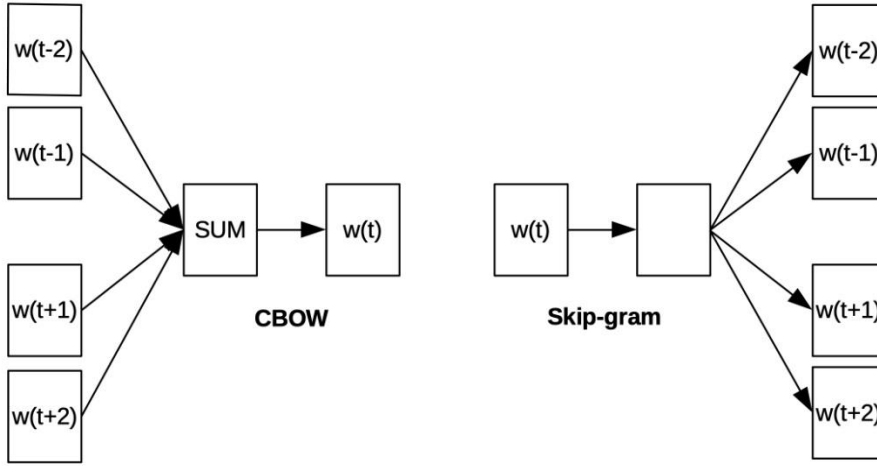 w(t-2)
w(t-1)
SUM
w(t)
w(t+1)
w(t+2)
CBOW
w(t-2)
w(t-1)
w(t)
w(t+1)
w(t+2)
Skip-gram